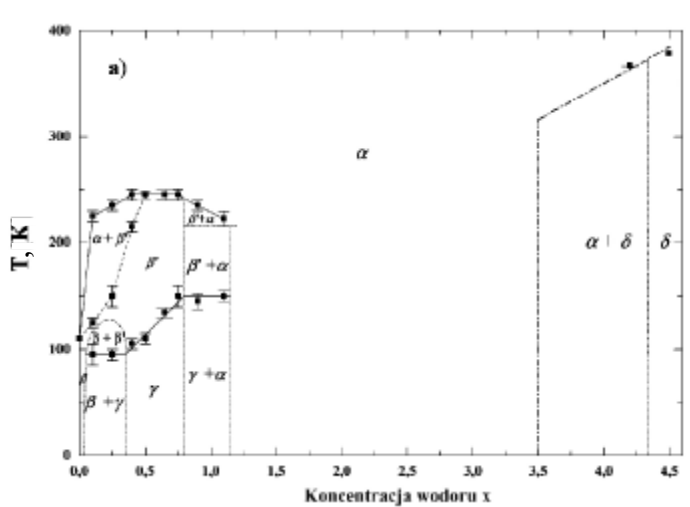 400
a)
300
α
T, [K]
α + β'
β'+α
200
β'
β' + α
α + δ
δ
100
β + β'
β
β + γ
γ
γ + α
0
0,0 0,5 1,0 1,5 2,0 2,5 3,0 3,5 4,0 4,5
Koncentracja wodoru x